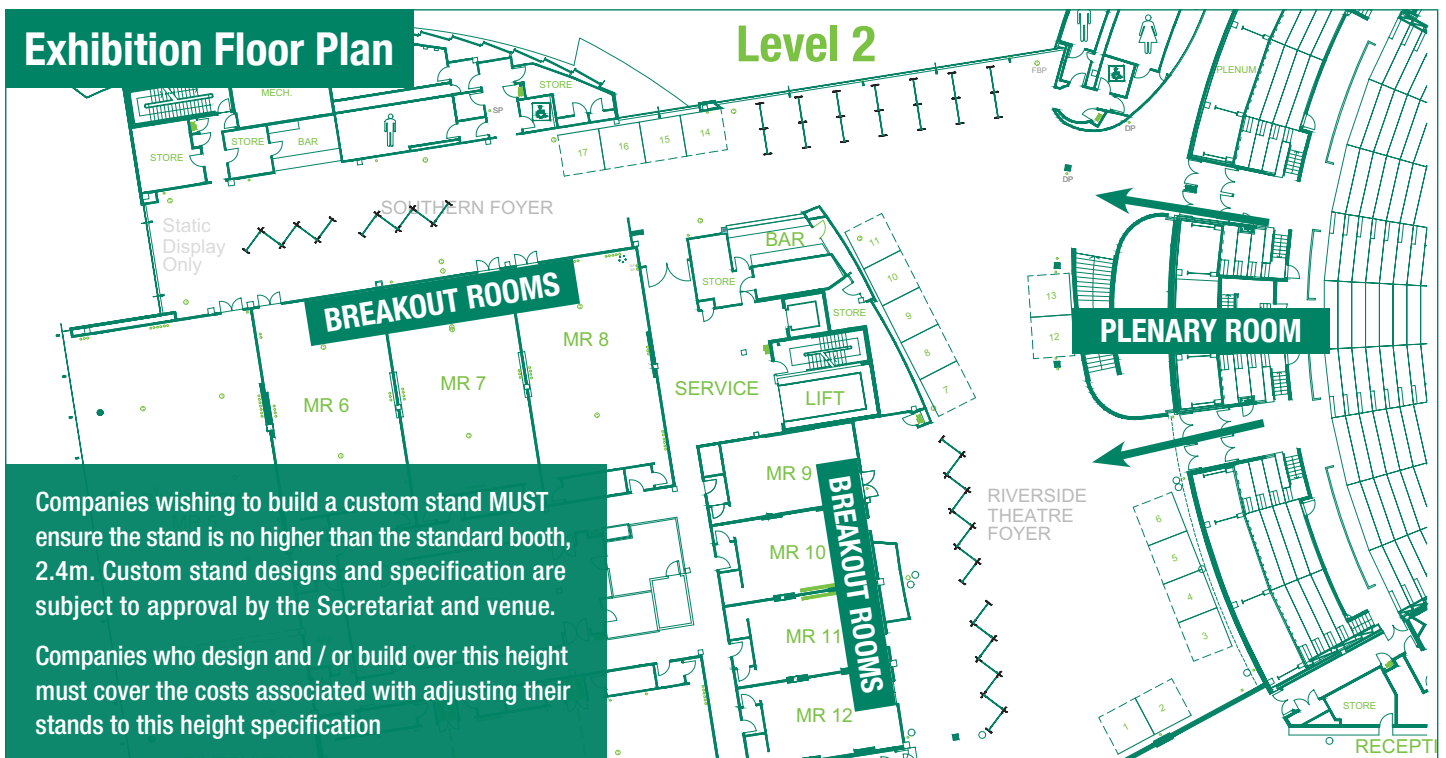 Exhibition Floor Plan
Level 2
MECH.
STORE
SP
FBP
PLENUM
STORE
STORE
BAR
DP
17
16
15
14
DP
SOUTHERN FOYER
Static
Display
Only
BAR
11
STORE
10
BREAKOUT ROOMS
13
STORE
9
PLENARY ROOM
12
MR 8
8
MR 7
SERVICE
7
MR 6
LIFT
MR 9
BREAKOUT ROOMS
RIVERSIDE
THEATRE
FOYER
6
MR 10
5
4
MR 11
3
MR 12
2
1
STORE
RECEPTI
Companies wishing to build a custom stand MUST
ensure the stand is no higher than the standard booth,
2.4m. Custom stand designs and specification are
subject to approval by the Secretariat and venue.
Companies who design and / or build over this height
must cover the costs associated with adjusting their
stands to this height specification